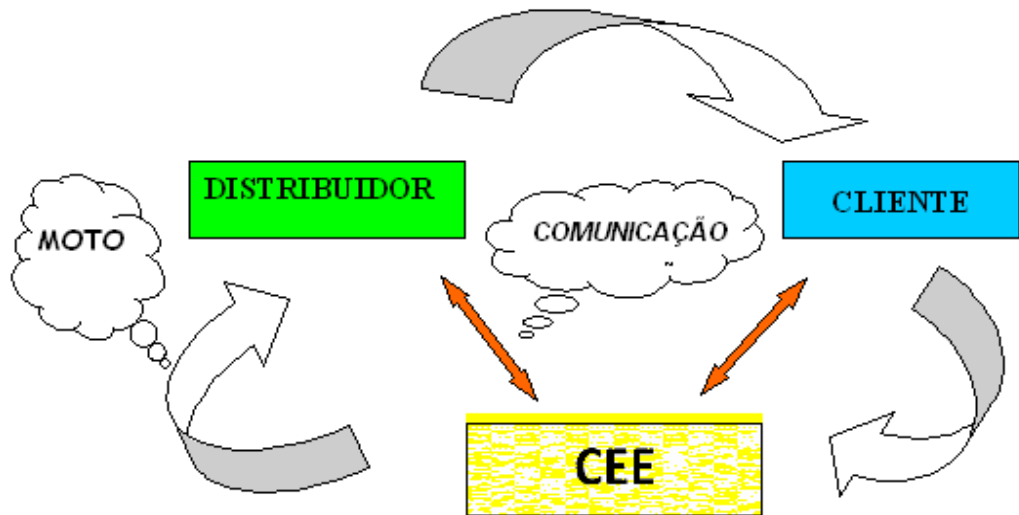 DISTRIBUIDOR
CLIENTE
MOTO
COMUNICAÇÃO
~
CEE